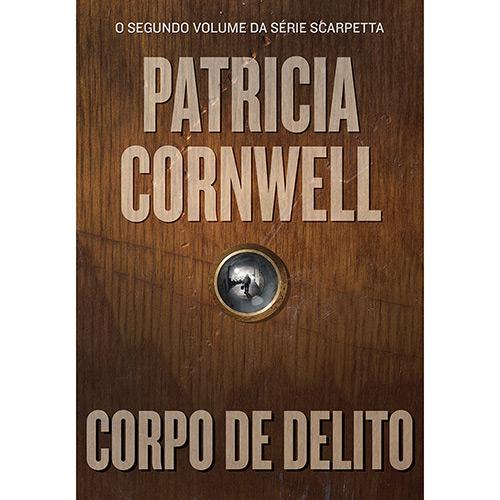 O SEGUNDO VOLUME DA SÉRIE SCARPETTA
PATRICIA
CORNWELL
CORPO DE DELITO